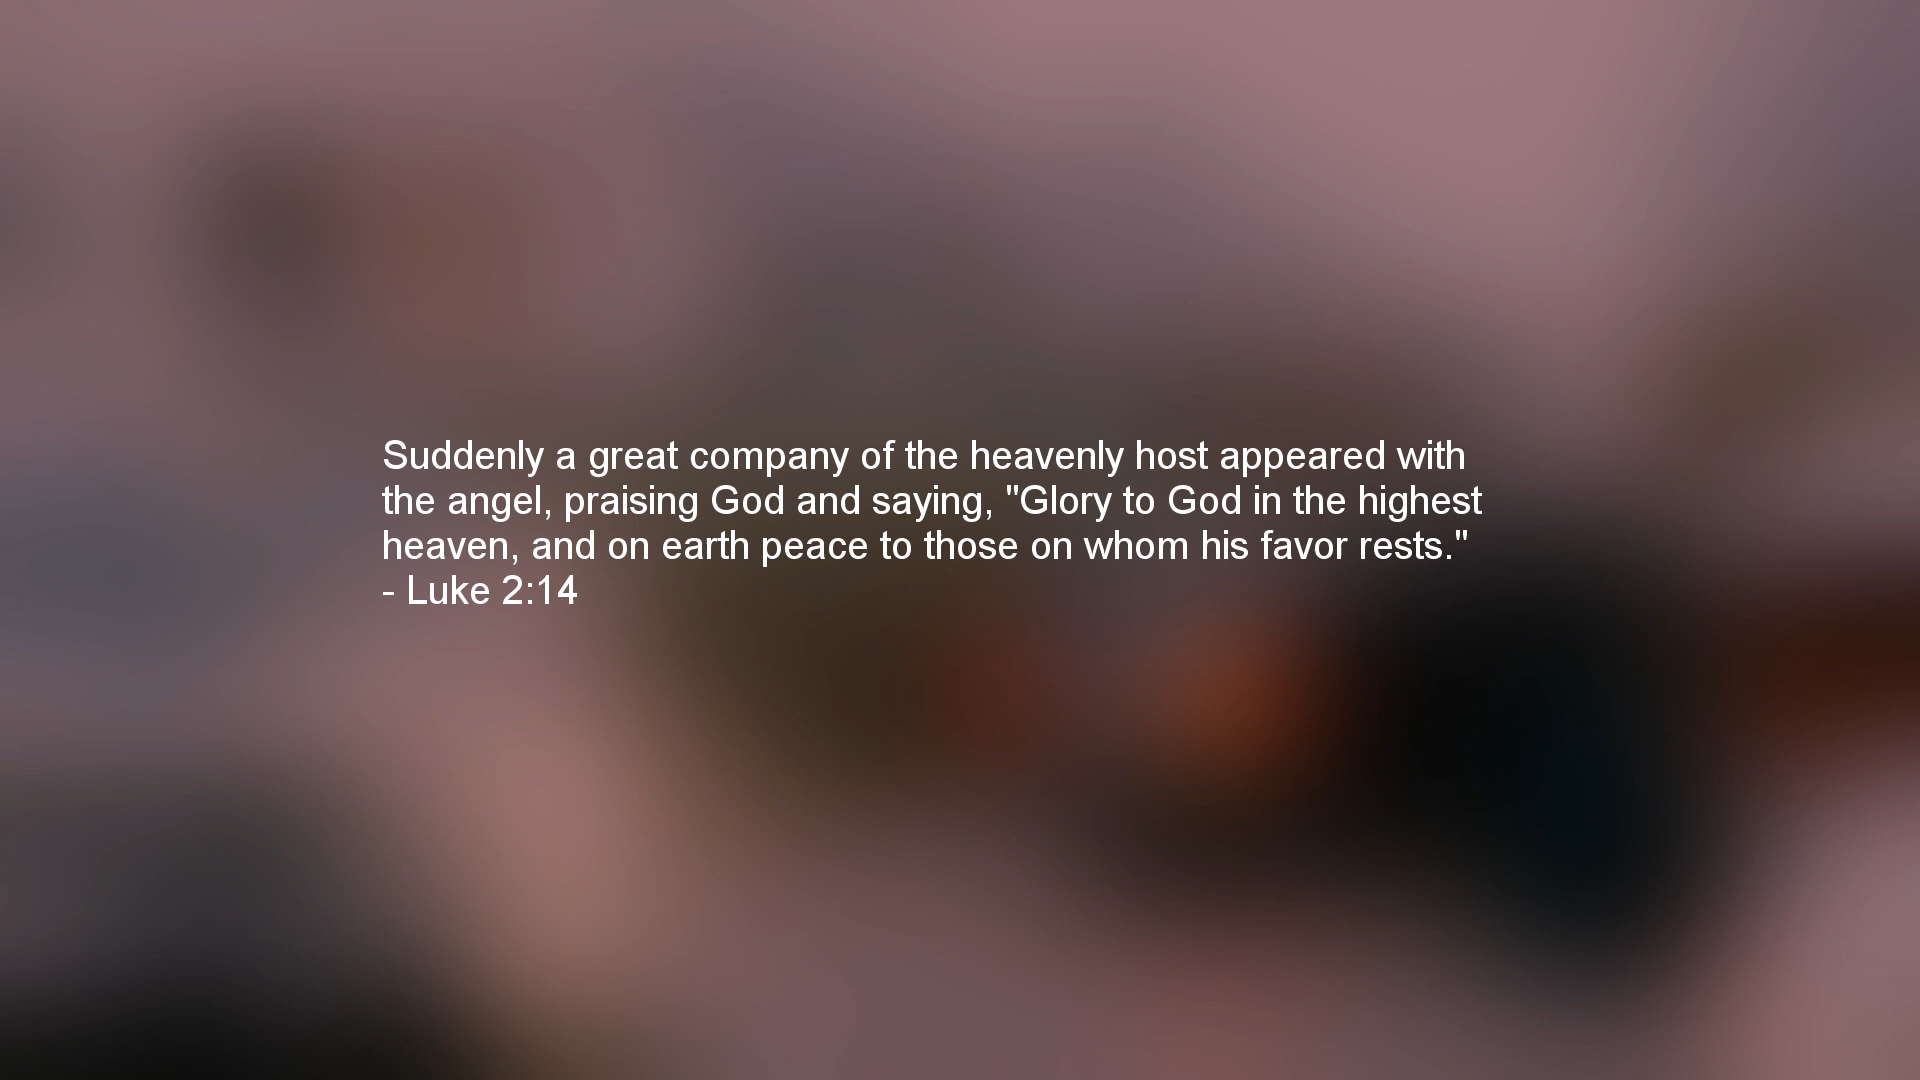 Suddenly a great company of the heavenly host appeared with
the angel, praising God and saying, "Glory to God in the highest
heaven, and on earth peace to those on whom his favor rests."
- Luke 2:14